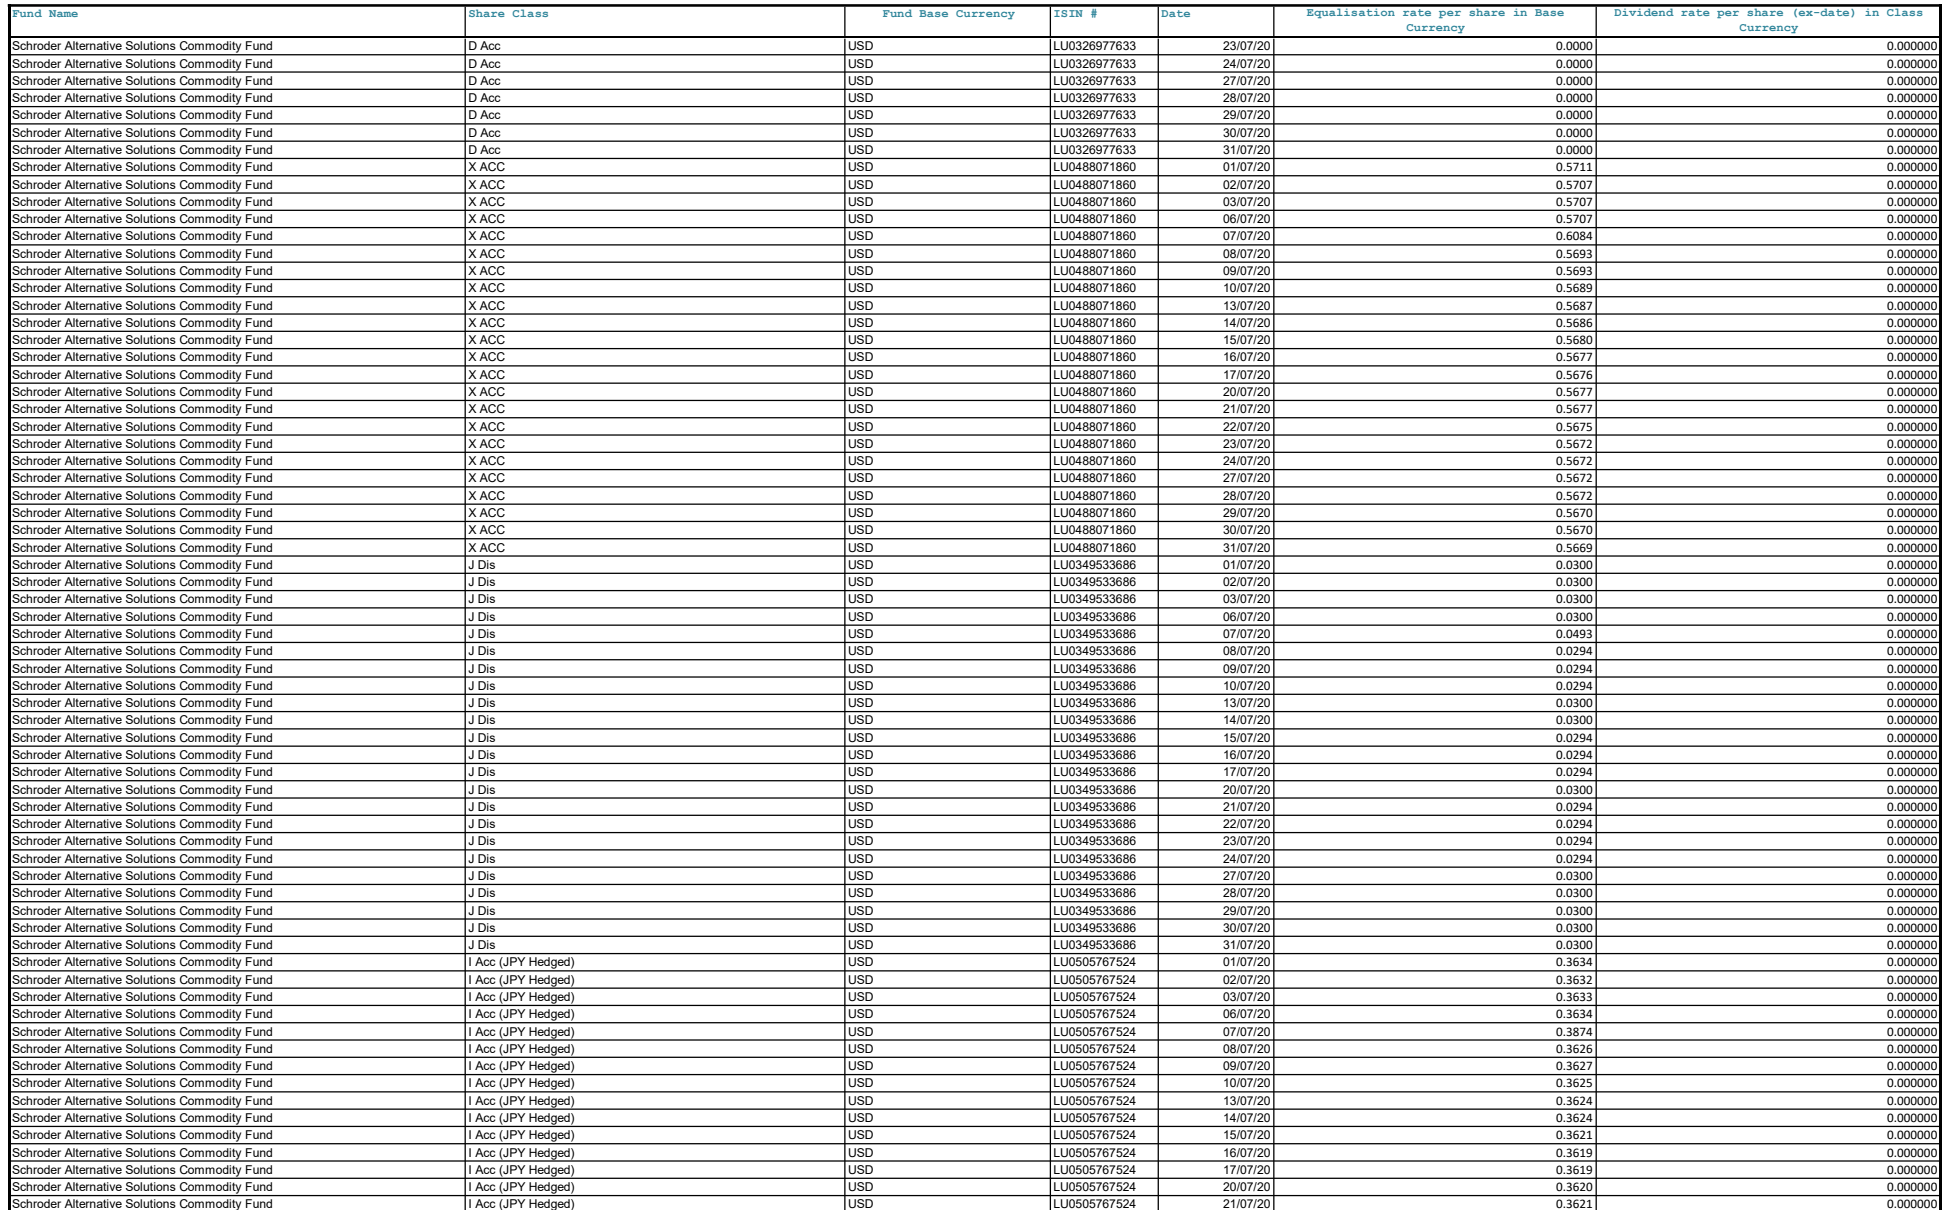 Fund Name Share Class Fund Base Currency ISIN # Date Equalisation rate per share in Base Currency Dividend rate per share (ex-date) in Class Currency
Schroder Alternative Solutions Commodity Fund D Acc USD LU0326977633 23/07/20 0.0000 0.000000
Schroder Alternative Solutions Commodity Fund D Acc USD LU0326977633 24/07/20 0.0000 0.000000
Schroder Alternative Solutions Commodity Fund D Acc USD LU0326977633 27/07/20 0.0000 0.000000
Schroder Alternative Solutions Commodity Fund D Acc USD LU0326977633 28/07/20 0.0000 0.000000
Schroder Alternative Solutions Commodity Fund D Acc USD LU0326977633 29/07/20 0.0000 0.000000
Schroder Alternative Solutions Commodity Fund D Acc USD LU0326977633 30/07/20 0.0000 0.000000
Schroder Alternative Solutions Commodity Fund D Acc USD LU0326977633 31/07/20 0.0000 0.000000
Schroder Alternative Solutions Commodity Fund X ACC USD LU0488071860 01/07/20 0.5711 0.000000
Schroder Alternative Solutions Commodity Fund X ACC USD LU0488071860 02/07/20 0.5707 0.000000
Schroder Alternative Solutions Commodity Fund X ACC USD LU0488071860 03/07/20 0.5707 0.000000
Schroder Alternative Solutions Commodity Fund X ACC USD LU0488071860 06/07/20 0.5707 0.000000
Schroder Alternative Solutions Commodity Fund X ACC USD LU0488071860 07/07/20 0.6084 0.000000
Schroder Alternative Solutions Commodity Fund X ACC USD LU0488071860 08/07/20 0.5693 0.000000
Schroder Alternative Solutions Commodity Fund X ACC USD LU0488071860 09/07/20 0.5693 0.000000
Schroder Alternative Solutions Commodity Fund X ACC USD LU0488071860 10/07/20 0.5689 0.000000
Schroder Alternative Solutions Commodity Fund X ACC USD LU0488071860 13/07/20 0.5687 0.000000
Schroder Alternative Solutions Commodity Fund X ACC USD LU0488071860 14/07/20 0.5686 0.000000
Schroder Alternative Solutions Commodity Fund X ACC USD LU0488071860 15/07/20 0.5680 0.000000
Schroder Alternative Solutions Commodity Fund X ACC USD LU0488071860 16/07/20 0.5677 0.000000
Schroder Alternative Solutions Commodity Fund X ACC USD LU0488071860 17/07/20 0.5676 0.000000
Schroder Alternative Solutions Commodity Fund X ACC USD LU0488071860 20/07/20 0.5677 0.000000
Schroder Alternative Solutions Commodity Fund X ACC USD LU0488071860 21/07/20 0.5677 0.000000
Schroder Alternative Solutions Commodity Fund X ACC USD LU0488071860 22/07/20 0.5675 0.000000
Schroder Alternative Solutions Commodity Fund X ACC USD LU0488071860 23/07/20 0.5672 0.000000
Schroder Alternative Solutions Commodity Fund X ACC USD LU0488071860 24/07/20 0.5672 0.000000
Schroder Alternative Solutions Commodity Fund X ACC USD LU0488071860 27/07/20 0.5672 0.000000
Schroder Alternative Solutions Commodity Fund X ACC USD LU0488071860 28/07/20 0.5672 0.000000
Schroder Alternative Solutions Commodity Fund X ACC USD LU0488071860 29/07/20 0.5670 0.000000
Schroder Alternative Solutions Commodity Fund X ACC USD LU0488071860 30/07/20 0.5670 0.000000
Schroder Alternative Solutions Commodity Fund X ACC USD LU0488071860 31/07/20 0.5669 0.000000
Schroder Alternative Solutions Commodity Fund J Dis USD LU0349533686 01/07/20 0.0300 0.000000
Schroder Alternative Solutions Commodity Fund J Dis USD LU0349533686 02/07/20 0.0300 0.000000
Schroder Alternative Solutions Commodity Fund J Dis USD LU0349533686 03/07/20 0.0300 0.000000
Schroder Alternative Solutions Commodity Fund J Dis USD LU0349533686 06/07/20 0.0300 0.000000
Schroder Alternative Solutions Commodity Fund J Dis USD LU0349533686 07/07/20 0.0493 0.000000
Schroder Alternative Solutions Commodity Fund J Dis USD LU0349533686 08/07/20 0.0294 0.000000
Schroder Alternative Solutions Commodity Fund J Dis USD LU0349533686 09/07/20 0.0294 0.000000
Schroder Alternative Solutions Commodity Fund J Dis USD LU0349533686 10/07/20 0.0294 0.000000
Schroder Alternative Solutions Commodity Fund J Dis USD LU0349533686 13/07/20 0.0300 0.000000
Schroder Alternative Solutions Commodity Fund J Dis USD LU0349533686 14/07/20 0.0300 0.000000
Schroder Alternative Solutions Commodity Fund J Dis USD LU0349533686 15/07/20 0.0294 0.000000
Schroder Alternative Solutions Commodity Fund J Dis USD LU0349533686 16/07/20 0.0294 0.000000
Schroder Alternative Solutions Commodity Fund J Dis USD LU0349533686 17/07/20 0.0294 0.000000
Schroder Alternative Solutions Commodity Fund J Dis USD LU0349533686 20/07/20 0.0300 0.000000
Schroder Alternative Solutions Commodity Fund J Dis USD LU0349533686 21/07/20 0.0294 0.000000
Schroder Alternative Solutions Commodity Fund J Dis USD LU0349533686 22/07/20 0.0294 0.000000
Schroder Alternative Solutions Commodity Fund J Dis USD LU0349533686 23/07/20 0.0294 0.000000
Schroder Alternative Solutions Commodity Fund J Dis USD LU0349533686 24/07/20 0.0294 0.000000
Schroder Alternative Solutions Commodity Fund J Dis USD LU0349533686 27/07/20 0.0300 0.000000
Schroder Alternative Solutions Commodity Fund J Dis USD LU0349533686 28/07/20 0.0300 0.000000
Schroder Alternative Solutions Commodity Fund J Dis USD LU0349533686 29/07/20 0.0300 0.000000
Schroder Alternative Solutions Commodity Fund J Dis USD LU0349533686 30/07/20 0.0300 0.000000
Schroder Alternative Solutions Commodity Fund J Dis USD LU0349533686 31/07/20 0.0300 0.000000
Schroder Alternative Solutions Commodity Fund I Acc (JPY Hedged) USD LU0505767524 01/07/20 0.3634 0.000000
Schroder Alternative Solutions Commodity Fund I Acc (JPY Hedged) USD LU0505767524 02/07/20 0.3632 0.000000
Schroder Alternative Solutions Commodity Fund I Acc (JPY Hedged) USD LU0505767524 03/07/20 0.3633 0.000000
Schroder Alternative Solutions Commodity Fund I Acc (JPY Hedged) USD LU0505767524 06/07/20 0.3634 0.000000
Schroder Alternative Solutions Commodity Fund I Acc (JPY Hedged) USD LU0505767524 07/07/20 0.3874 0.000000
Schroder Alternative Solutions Commodity Fund I Acc (JPY Hedged) USD LU0505767524 08/07/20 0.3626 0.000000
Schroder Alternative Solutions Commodity Fund I Acc (JPY Hedged) USD LU0505767524 09/07/20 0.3627 0.000000
Schroder Alternative Solutions Commodity Fund I Acc (JPY Hedged) USD LU0505767524 10/07/20 0.3625 0.000000
Schroder Alternative Solutions Commodity Fund I Acc (JPY Hedged) USD LU0505767524 13/07/20 0.3624 0.000000
Schroder Alternative Solutions Commodity Fund I Acc (JPY Hedged) USD LU0505767524 14/07/20 0.3624 0.000000
Schroder Alternative Solutions Commodity Fund I Acc (JPY Hedged) USD LU0505767524 15/07/20 0.3621 0.000000
Schroder Alternative Solutions Commodity Fund I Acc (JPY Hedged) USD LU0505767524 16/07/20 0.3619 0.000000
Schroder Alternative Solutions Commodity Fund I Acc (JPY Hedged) USD LU0505767524 17/07/20 0.3619 0.000000
Schroder Alternative Solutions Commodity Fund I Acc (JPY Hedged) USD LU0505767524 20/07/20 0.3620 0.000000
Schroder Alternative Solutions Commodity Fund I Acc (JPY Hedged) USD LU0505767524 21/07/20 0.3621 0.000000